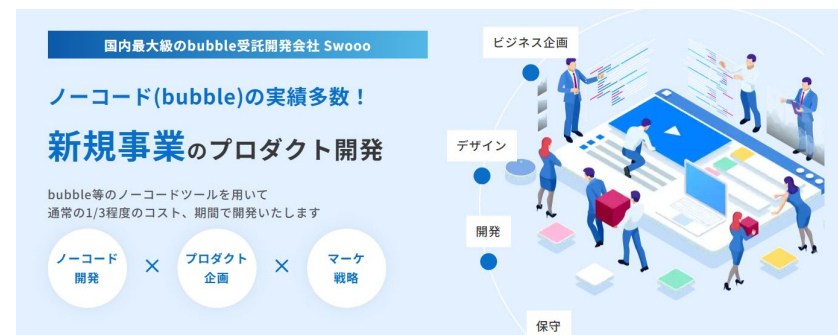 国内最大級のbubble受託開発会社 Swooo
ノーコード(bubble)の実績多数！
新規事業のプロダクト開発
bubble等のノーコードツールを用いて
通常の1/3程度のコスト、期間で開発いたします
ノーコード
開発
×
プロダクト
企画
×
マーケ
戦略
ビジネス企画
デザイン
開発
保守